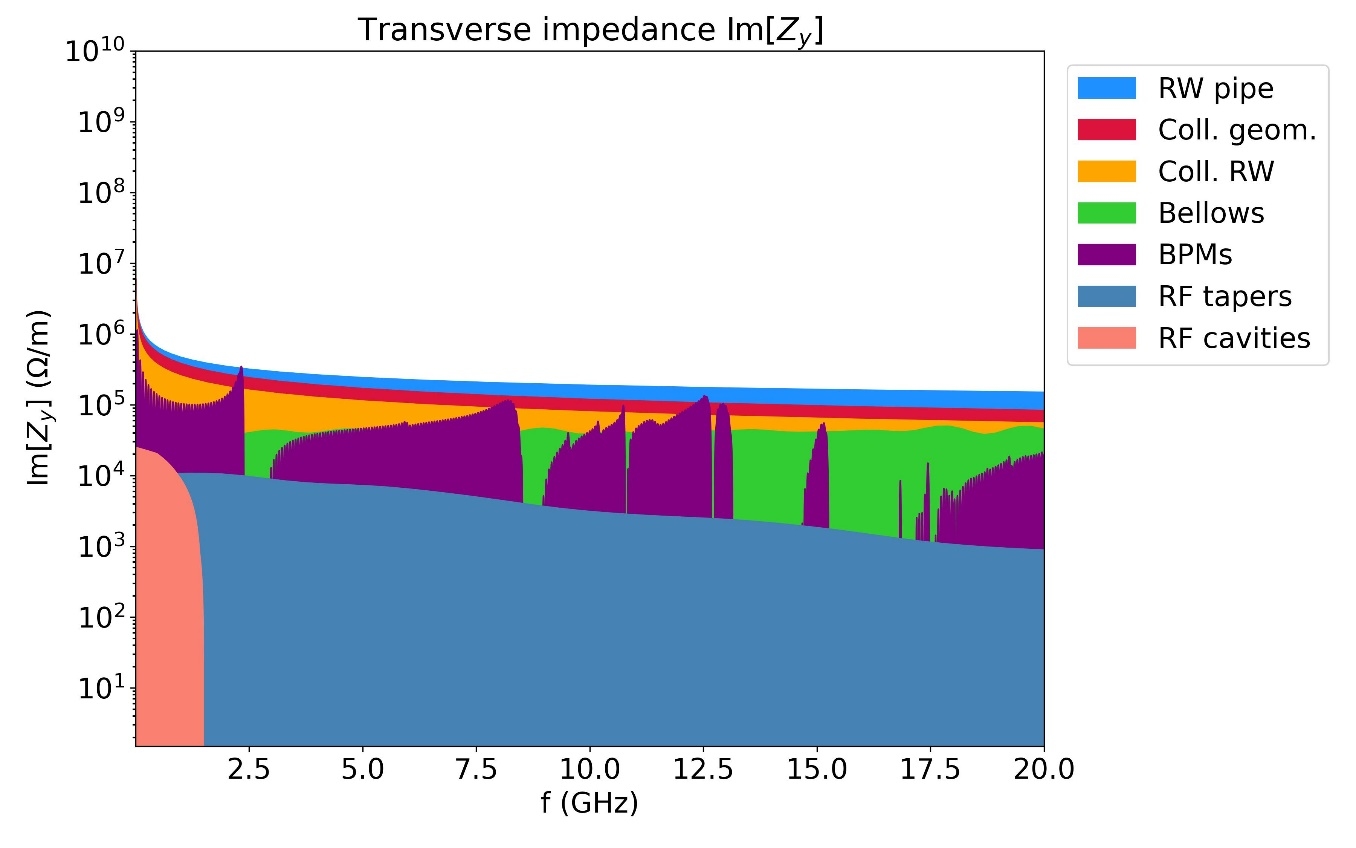 Transverse impedance Im[Z_y]
10^10
10^9
10^8
10^7
10^6
10^5
10^4
10^3
10^2
10^1
Im[Z_y] (Ω/m)
2.5 5.0 7.5 10.0 12.5 15.0 17.5 20.0
f (GHz)
RW pipe
Coll. geom.
Coll. RW
Bellows
BPMs
RF tapers
RF cavities